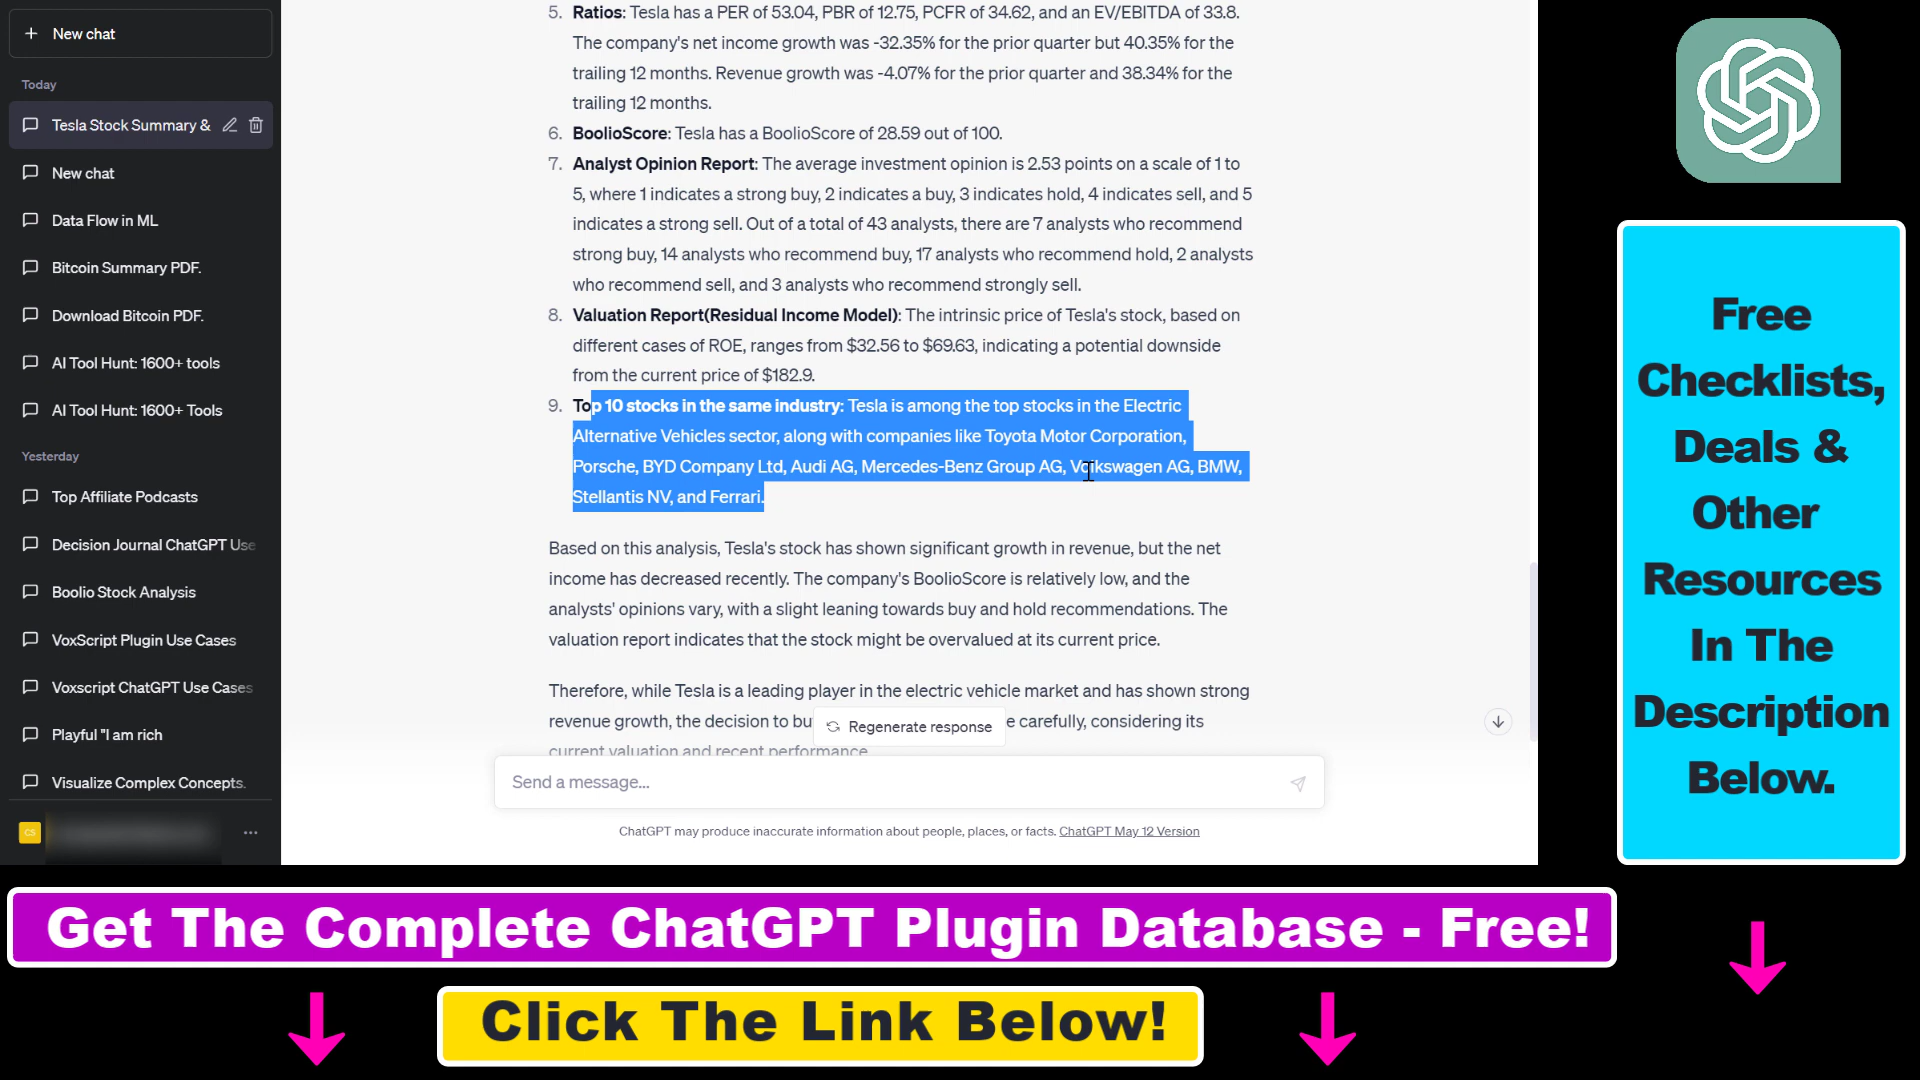 New chat
Today
Tesla Stock Summary &
New chat
Data Flow in ML
Bitcoin Summary PDF.
Download Bitcoin PDF.
AI Tool Hunt: 1600+ tools
AI Tool Hunt: 1600+ Tools
Yesterday
Top Affiliate Podcasts
Decision Journal ChatGPT Use
Boolio Stock Analysis
VoxScript Plugin Use Cases
Voxscript ChatGPT Use Cases
Playful "I am rich
Visualize Complex Concepts.
CS
5. Ratios: Tesla has a PER of 53.04, PBR of 12.75, PCFR of 34.62, and an EV/EBITDA of 33.8.
The company's net income growth was -32.35% for the prior quarter but 40.35% for the
trailing 12 months. Revenue growth was -4.07% for the prior quarter and 38.34% for the
trailing 12 months.
6. BoolioScore: Tesla has a BoolioScore of 28.59 out of 100.
7. Analyst Opinion Report: The average investment opinion is 2.53 points on a scale of 1 to
5, where 1 indicates a strong buy, 2 indicates a buy, 3 indicates hold, 4 indicates sell, and 5
indicates a strong sell. Out of a total of 43 analysts, there are 7 analysts who recommend
strong buy, 14 analysts who recommend buy, 17 analysts who recommend hold, 2 analysts
who recommend sell, and 3 analysts who recommend strongly sell.
8. Valuation Report(Residual Income Model): The intrinsic price of Tesla's stock, based on
different cases of ROE, ranges from $32.56 to $69.63, indicating a potential downside
from the current price of $182.9.
9. Top 10 stocks in the same industry: Tesla is among the top stocks in the Electric
Alternative Vehicles sector, along with companies like Toyota Motor Corporation,
Porsche, BYD Company Ltd, Audi AG, Mercedes-Benz Group AG, Volkswagen AG, BMW,
Stellantis NV, and Ferrari.
Based on this analysis, Tesla's stock has shown significant growth in revenue, but the net
income has decreased recently. The company's BoolioScore is relatively low, and the
analysts' opinions vary, with a slight leaning towards buy and hold recommendations. The
valuation report indicates that the stock might be overvalued at its current price.
Therefore, while Tesla is a leading player in the electric vehicle market and has shown strong
revenue growth, the decision to bu e carefully, considering its
current valuation and recent performance
Regenerate response
Send a message...
ChatGPT may produce inaccurate information about people, places, or facts. ChatGPT May 12 Version
Free
Checklists,
Deals &
Other
Resources
In The
Description
Below.
Get The Complete ChatGPT Plugin Database - Free!
Click The Link Below!